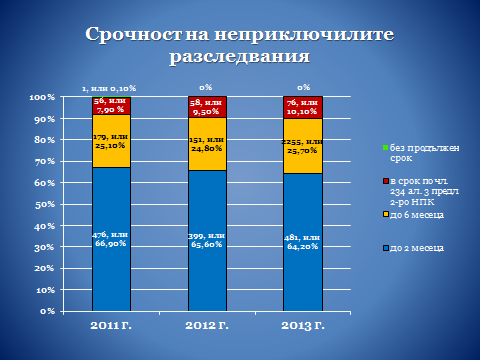 Срочност на неприключилите
разследвания
1, или 0,10%
0%
0%
100%
90%
80%
70%
60%
50%
40%
30%
20%
10%
0%
56, или
7,90 %
58, или
9,50%
76, или
10,10%
179, или
25,10%
151, или
24,80%
2255, или
25,70%
476, или
66,90%
399, или
65,60%
481, или
64,20%
2011 г.
2012 г.
2013 г.
без продължен
срок
в срок по чл.
234 ал. 3 предл
2-ро НПК
до 6 месеца
до 2 месеца